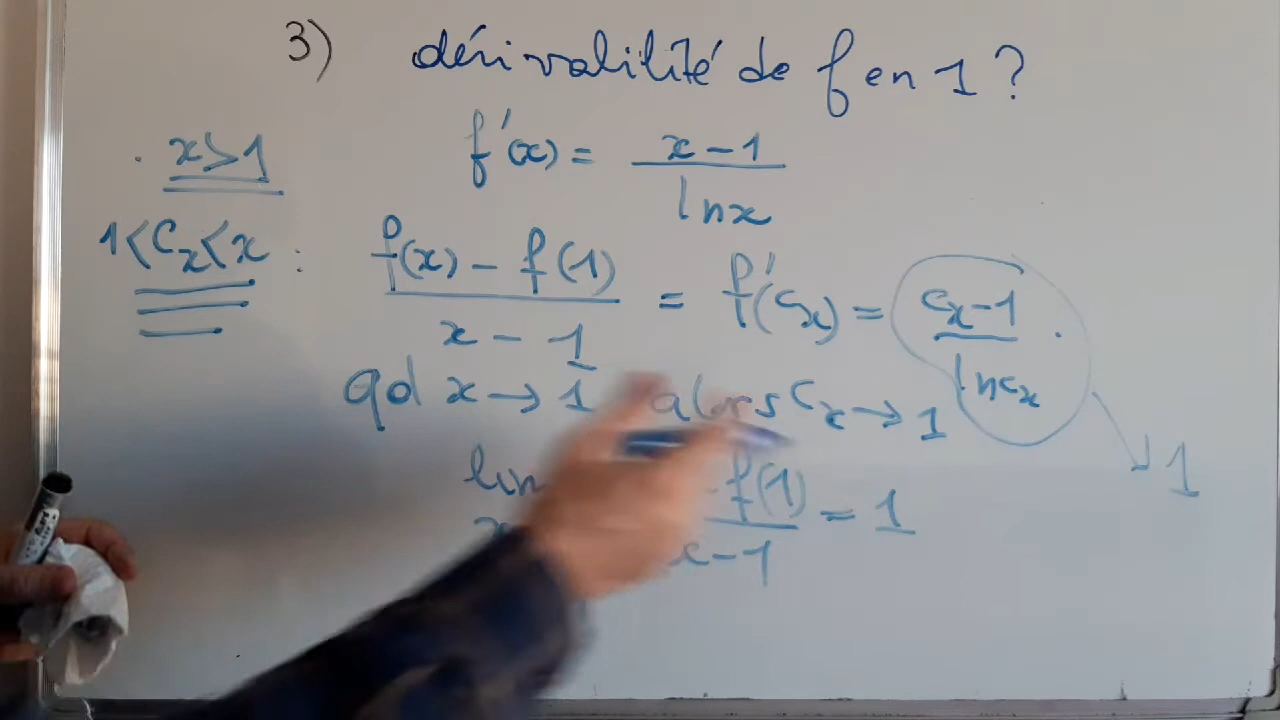 3) dérivabilité de f en 1 ?
. x>1 f'(x) = x-1 / lnx
1<Cx<x : f(x) - f(1) / x - 1 = f'(cx) = cx-1 / lncx .
qd x → 1 alors cx → 1
→ 1
- f(1) / x-1 = 1